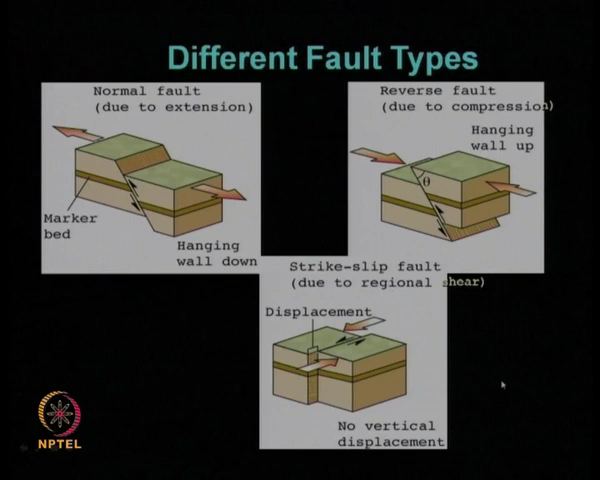 Different Fault Types
Normal fault
(due to extension)
Marker
bed
Hanging
wall down
Reverse fault
(due to compression)
Hanging
wall up
θ
Strike-slip fault
(due to regional shear)
Displacement
No vertical
displacement
NPTEL